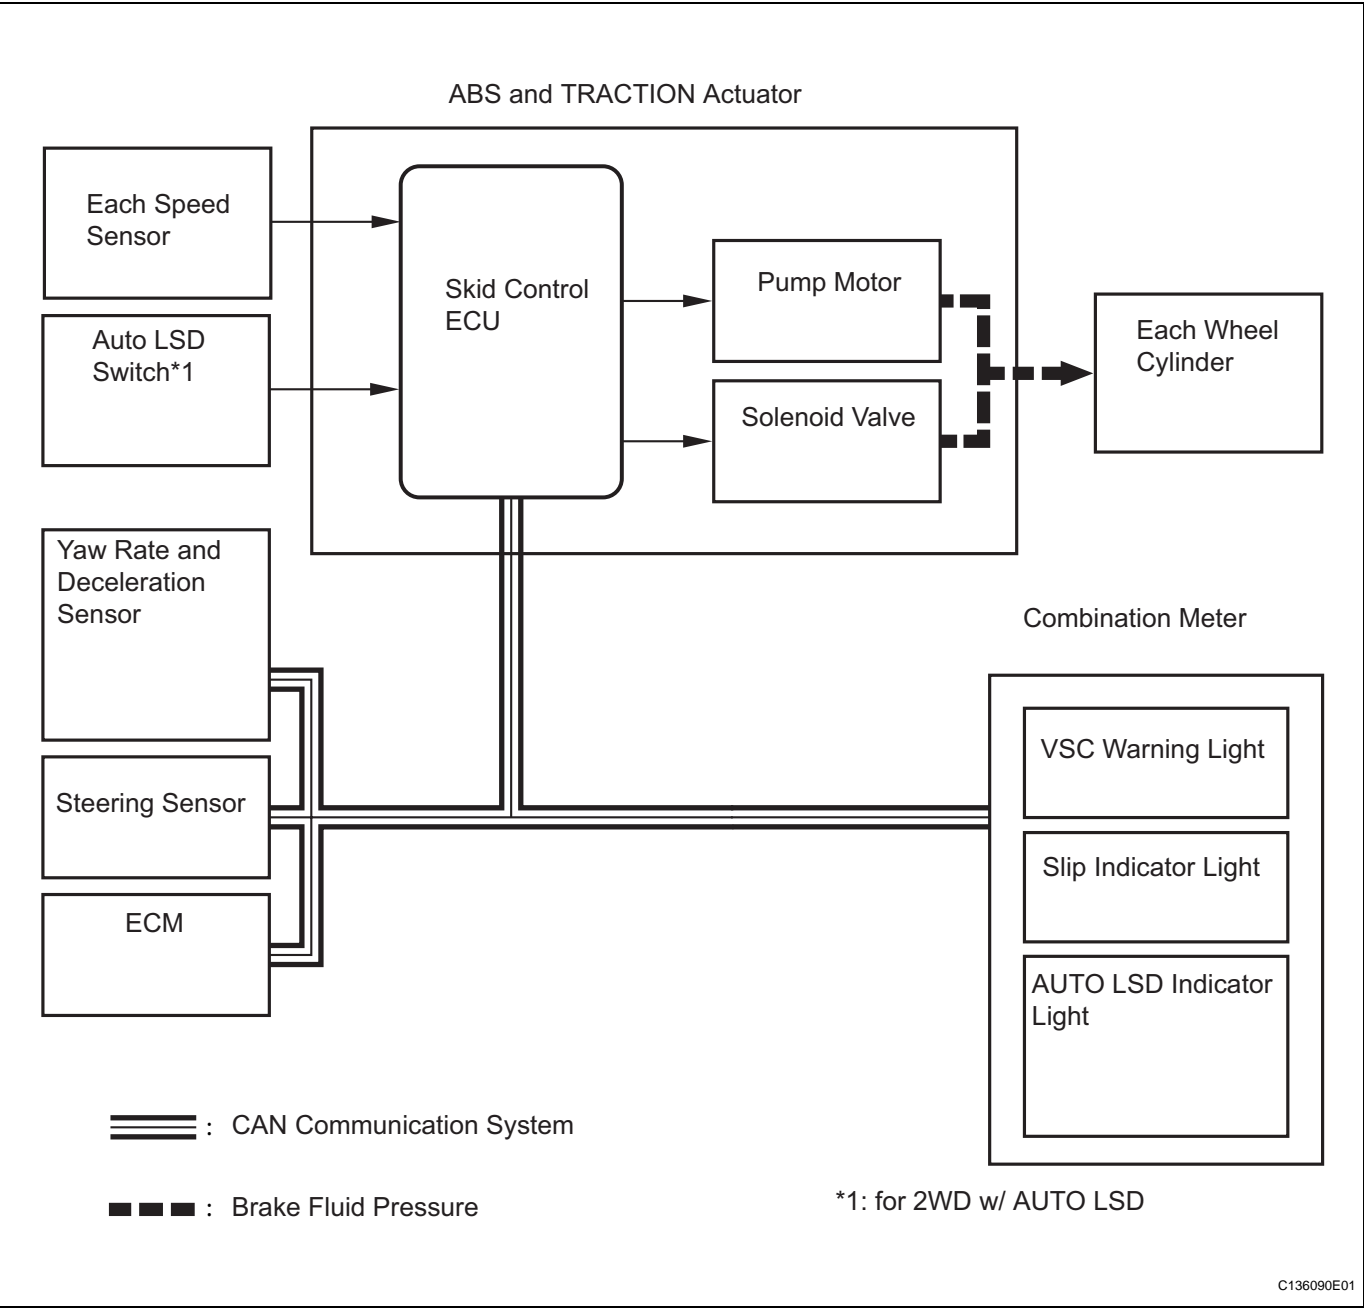 ABS and TRACTION Actuator
Each Speed
Sensor
Auto LSD
Switch*1
Skid Control
ECU
Pump Motor
Solenoid Valve
Each Wheel
Cylinder
Yaw Rate and
Deceleration
Sensor
Steering Sensor
ECM
Combination Meter
VSC Warning Light
Slip Indicator Light
AUTO LSD Indicator
Light
: CAN Communication System
: Brake Fluid Pressure
*1: for 2WD w/ AUTO LSD
C136090E01